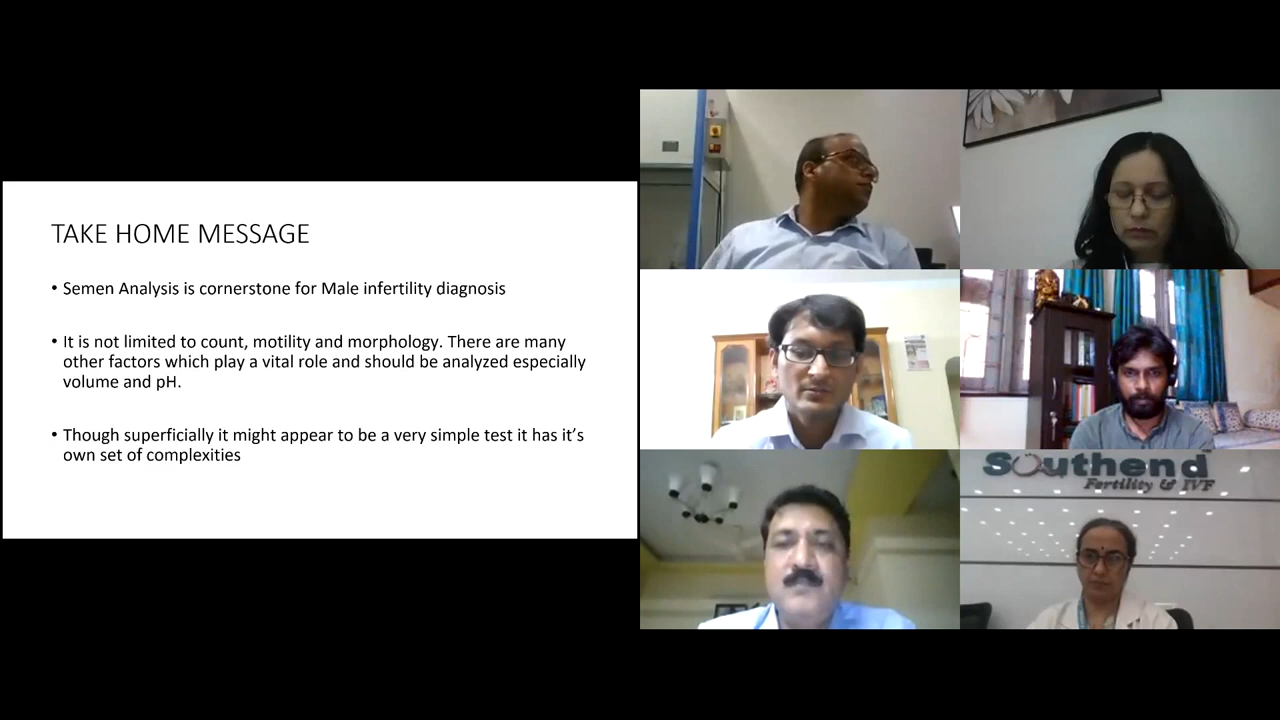 TAKE HOME MESSAGE
• Semen Analysis is cornerstone for Male infertility diagnosis
• It is not limited to count, motility and morphology. There are many
other factors which play a vital role and should be analyzed especially
volume and pH.
• Though superficially it might appear to be a very simple test it has it's
own set of complexities
Southend
Fertility & IVF